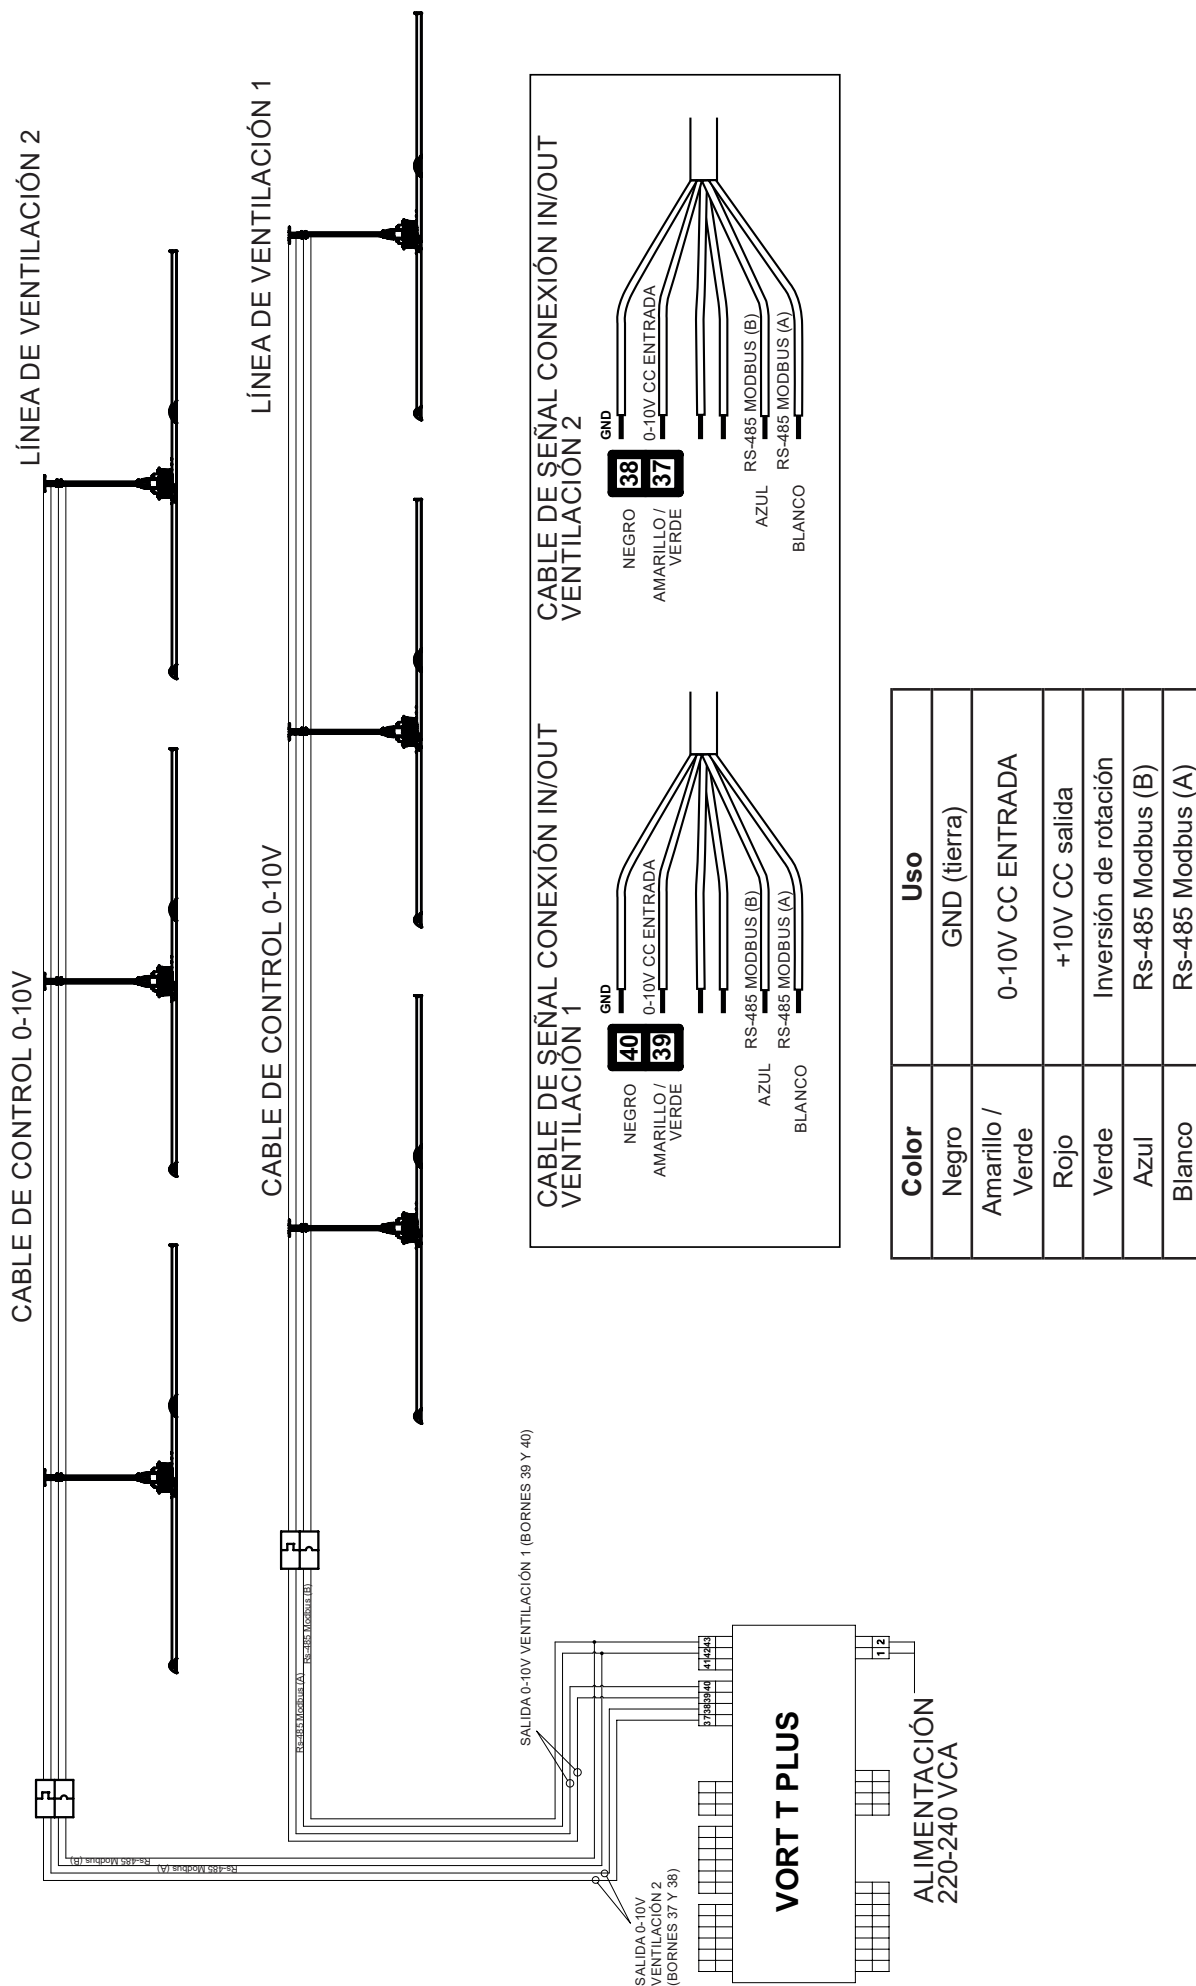 LÍNEA DE VENTILACIÓN 2
CABLE DE CONTROL 0-10V
LÍNEA DE VENTILACIÓN 1
CABLE DE CONTROL 0-10V
Rs-485 Modbus (B)
Rs-485 Modbus (A)
Rs-485 Modbus (A)
Rs-485 Modbus (B)
SALIDA 0-10V VENTILACIÓN 1 (BORNES 39 Y 40)
SALIDA 0-10V
VENTILACIÓN 2
(BORNES 37 Y 38)
37 38 39 40 41 42 43
VORT T PLUS
1 2
ALIMENTACIÓN
220-240 VCA
CABLE DE SEÑAL CONEXIÓN IN/OUT
VENTILACIÓN 1
NEGRO
40
GND
AMARILLO /
VERDE
39
0-10V CC ENTRADA
AZUL
RS-485 MODBUS (B)
BLANCO
RS-485 MODBUS (A)
CABLE DE SEÑAL CONEXIÓN IN/OUT
VENTILACIÓN 2
NEGRO
38
GND
AMARILLO /
VERDE
37
0-10V CC ENTRADA
AZUL
RS-485 MODBUS (B)
BLANCO
RS-485 MODBUS (A)
Color Uso
Negro GND (tierra)
Amarillo /
Verde 0-10V CC ENTRADA
Rojo +10V CC salida
Verde Inversión de rotación
Azul Rs-485 Modbus (B)
Blanco Rs-485 Modbus (A)